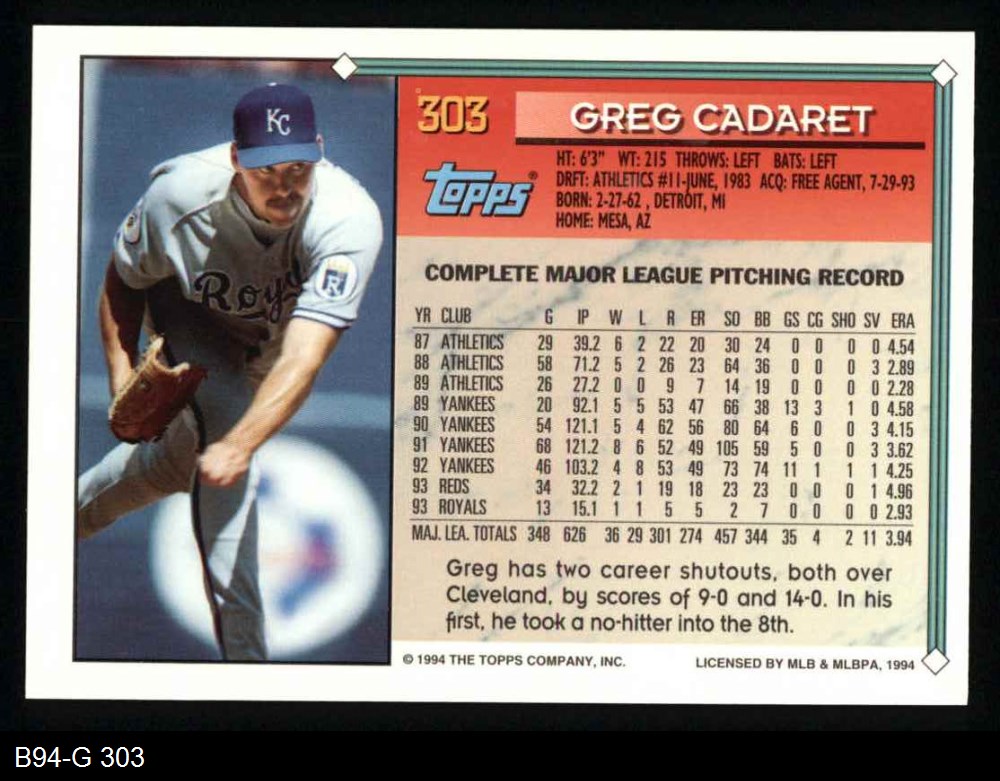 KC
Royals
R
303
GREG CADARET
TOPPS®
HT: 6'3" WT: 215 THROWS: LEFT BATS: LEFT
DRFT: ATHLETICS #11-JUNE, 1983 ACQ: FREE AGENT, 7-29-93
BORN: 2-27-62 , DETROIT, MI
HOME: MESA, AZ
COMPLETE MAJOR LEAGUE PITCHING RECORD
YR CLUB G IP W L R ER SO BB GS CG SHO SV ERA
87 ATHLETICS 29 39.2 6 2 22 20 30 24 0 0 0 0 4.54
88 ATHLETICS 58 71.2 5 2 26 23 64 36 0 0 0 3 2.89
89 ATHLETICS 26 27.2 0 0 9 7 14 19 0 0 0 0 2.28
89 YANKEES 20 92.1 5 5 53 47 66 38 13 3 1 0 4.58
90 YANKEES 54 121.1 5 4 62 56 80 64 6 0 0 3 4.15
91 YANKEES 68 121.2 8 6 52 49 105 59 5 0 0 3 3.62
92 YANKEES 46 103.2 4 8 53 49 73 74 11 1 1 1 4.25
93 REDS 34 32.2 2 1 19 18 23 23 0 0 0 1 4.96
93 ROYALS 13 15.1 1 1 5 5 2 7 0 0 0 0 2.93
MAJ. LEA. TOTALS 348 626 36 29 301 274 457 344 35 4 2 11 3.94
Greg has two career shutouts, both over
Cleveland, by scores of 9-0 and 14-0. In his
first, he took a no-hitter into the 8th.
© 1994 THE TOPPS COMPANY, INC. LICENSED BY MLB & MLBPA, 1994
B94-G 303